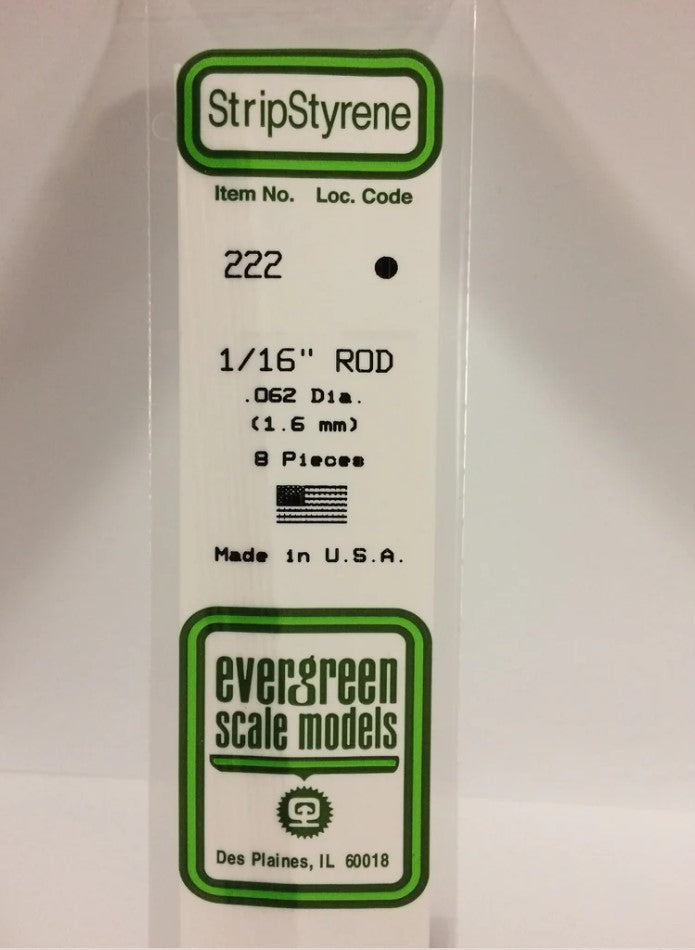 StripStyrene
Item No. Loc. Code
222
1/16" ROD
.062 Dia.
(1.6 mm)
8 Pieces
Made in U.S.A.
evergreen
scale models
Des Plaines, IL 60018